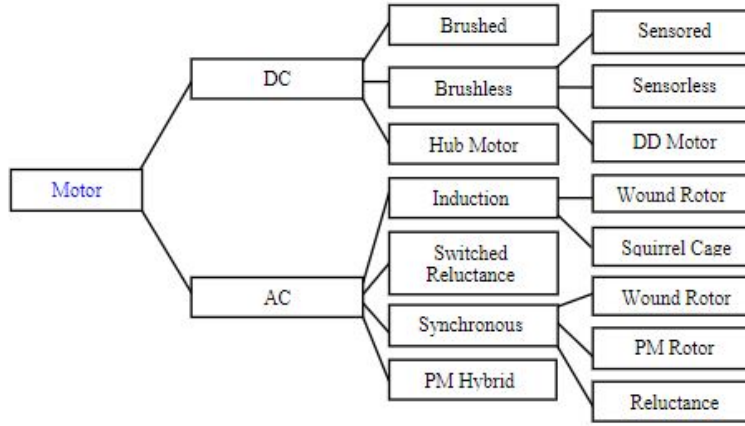 Motor
DC
Brushed
Brushless
Sensored
Sensorless
DD Motor
Hub Motor
AC
Induction
Wound Rotor
Squirrel Cage
Switched
Reluctance
Synchronous
Wound Rotor
PM Rotor
Reluctance
PM Hybrid